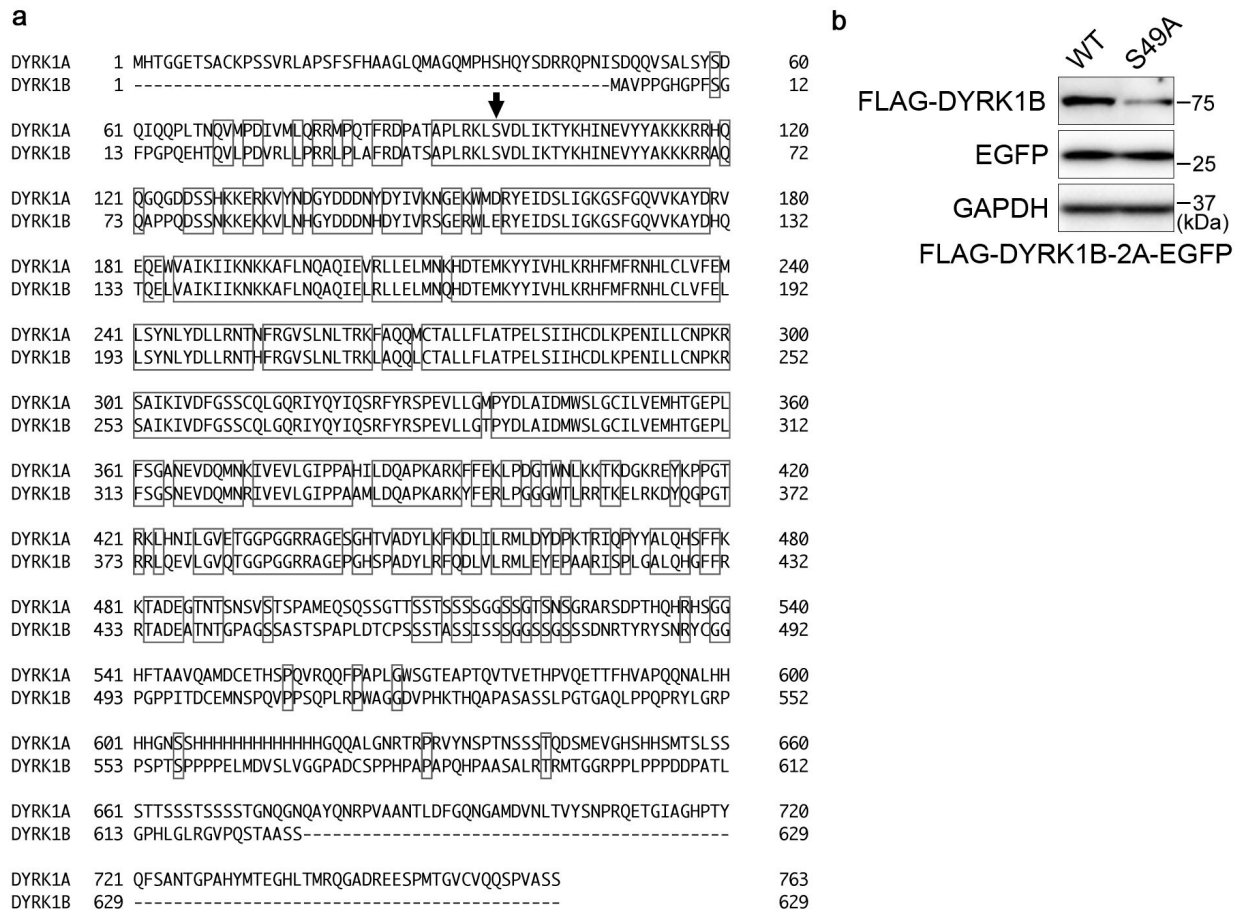 a
DYRK1A 1 MHTGGETSACKPSSVRLAPSFSFHAAGLQMAGQMPHSHQYSDRRQPNISDQQVSALSYSD 60
DYRK1B 1 ------------------------------------------------MAVPPGHGPFSG 12
DYRK1A 61 QIQQPLTNQVMPDIVMLQRRMPQTFRDPATAPLRKLSVDLIKTYKHINEVYYAKKKRRHQ 120
DYRK1B 13 FPGPQEHTQVLPDVRLLPRRLPLAFRDATSAPLRKLSVDLIKTYKHINEVYYAKKKRRAQ 72
DYRK1A 121 QGQGDDSSHKKERKVYNDGYDDDNYDYIVKNGEKWMDRYEIDSLIGKGSFGQVVKAYDRV 180
DYRK1B 73 QAPPQDSSNKKEKKVLNHGYDDDNHDYIVRSGERWLERYEIDSLIGKGSFGQVVKAYDHQ 132
DYRK1A 181 EQEWVAIKIIKNKKAFLNQAQIEVRLLELMNKHDTEMKYYIVHLKRHFMFRNHLCLVFEM 240
DYRK1B 133 TQELVAIKIIKNKKAFLNQAQIELRLLELMNQHDTEMKYYIVHLKRHFMFRNHLCLVFEL 192
DYRK1A 241 LSYNLYDLLRNTNFRGVSLNLTRKFAQQMCTALLFLATPELSIIHCDLKPENILLCNPKR 300
DYRK1B 193 LSYNLYDLLRNTHFRGVSLNLTRKLAQQLCTALLFLATPELSIIHCDLKPENILLCNPKR 252
DYRK1A 301 SAIKIVDFGSSCQLGQRIYQYIQSRFYRSPEVLLGMPYDLAIDMWSLGCILVEMHTGEPL 360
DYRK1B 253 SAIKIVDFGSSCQLGQRIYQYIQSRFYRSPEVLLGTPYDLAIDMWSLGCILVEMHTGEPL 312
DYRK1A 361 FSGANEVDQMNKIVEVLGIPPAHILDQAPKARKFFEKLPDGTWNLKKTKDGKREYKPPGT 420
DYRK1B 313 FSGSNEVDQMNRIVEVLGIPPAAMLDQAPKARKYFERLPGGGWTLRRTKELRKDYQGPGT 372
DYRK1A 421 RKLHNILGVETGGPGGRRAGESGHTVADYLKFKDLILRMLDYDPKTRIQPYYALQHSFFK 480
DYRK1B 373 RRLQEVLGVQTGGPGGRRAGEPGHSPADYLRFQDLVLRMLEYEPAARISPLGALQHGFFR 432
DYRK1A 481 KTADEGTNTSNSVSTSPAMEQSQSSGTTSSTSSSSGGSSGTSNSGRARSDPTHQHRHSGG 540
DYRK1B 433 RTADEATNTGPAGSSASTSPAPLDTCPSSSTASSISSSGGSSGSSSDNRTYRYSNRYCGG 492
DYRK1A 541 HFTAAVQAMDCETHSPQVRQQFPAPLGWSGTEAPTQVTVETHPVQETTFHVAPQQNALHH 600
DYRK1B 493 PGPPITDCEMNSPQVPPSQPLRPWAGGDVPHKTHQAPASASSLPGTGAQLPPQPRYLGRP 552
DYRK1A 601 HHGNSSHHHHHHHHHHHHGQQALGNRTRPRVYNSPTNSSSTQDSMEVGHSHHSMTSLSS 660
DYRK1B 553 PSPTSPPPPELMDVSLVGGPADCSPPHPAPAPQHPAASALRTRMTGGRPPLPPPDDPATL 612
DYRK1A 661 STTSSSTSSSSTGNQGNQAYQNRPVAANTLDFGQNGAMDVNLTVYSNPRQETGIAGHPTY 720
DYRK1B 613 GPHLGLRGVPQSTAASS------------------------------------------- 629
DYRK1A 721 QFSANTGPAHYMTEGHLTMRQGADREESPMTGVCVQQSPVASS 763
DYRK1B 629 ------------------------------------------- 629
b
WT S49A
FLAG-DYRK1B –75
EGFP –25
GAPDH –37
(kDa)
FLAG-DYRK1B-2A-EGFP